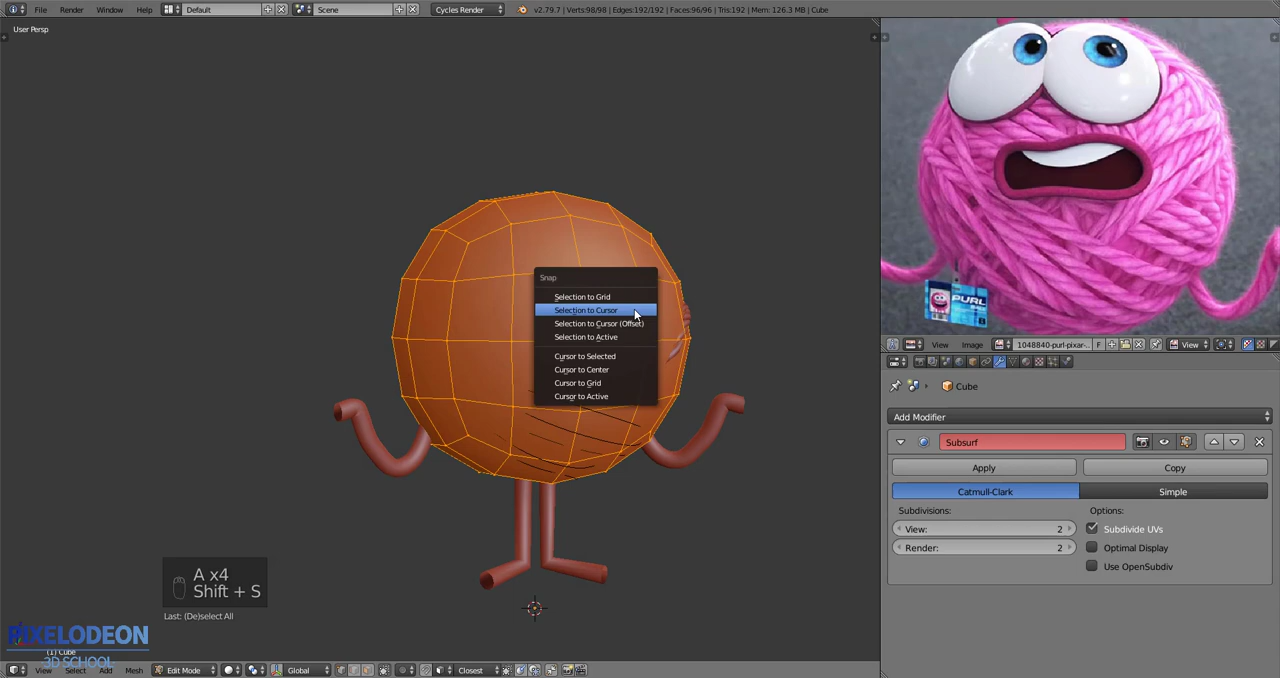 File Render Window Help Default Scene Cycles Render v2.79.7 | Verts:98/98 | Edges:192/192 | Faces:96/96 | Tris:192 | Mem: 126.3 MB | Cube
User Persp
PURL
Snap
Selection to Grid
Selection to Cursor
Selection to Cursor (Offset)
Selection to Active
Cursor to Selected
Cursor to Center
Cursor to Grid
Cursor to Active
View Image 1048840-purl-pixar-... F View
Cube
Add Modifier
Subsurf
Apply Copy
Catmull-Clark Simple
Subdivisions: Options:
View: 2 Subdivide UVs
Render: 2 Optimal Display
Use OpenSubdiv
A x4
Shift + S
Last: (De)select All
PIXELODEON
(1) Cube
3D SCHOOL
View Select Add Mesh Edit Mode Global Closest